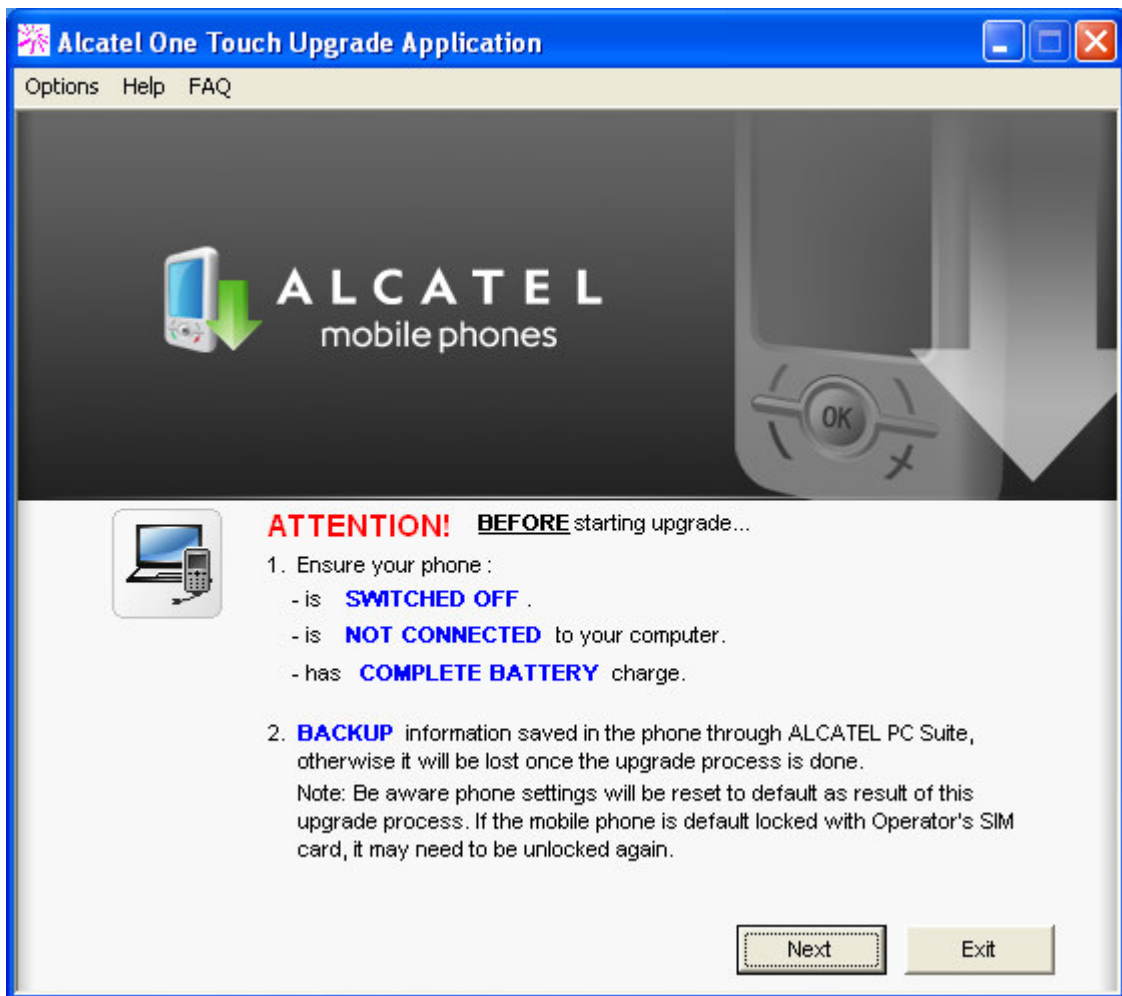 Alcatel One Touch Upgrade Application
Options Help FAQ
ALCATEL
mobile phones
OK
ATTENTION! BEFORE starting upgrade...
1. Ensure your phone :
- is SWITCHED OFF .
- is NOT CONNECTED to your computer.
- has COMPLETE BATTERY charge.
2. BACKUP information saved in the phone through ALCATEL PC Suite,
otherwise it will be lost once the upgrade process is done.
Note: Be aware phone settings will be reset to default as result of this
upgrade process. If the mobile phone is default locked with Operator's SIM
card, it may need to be unlocked again.
Next Exit